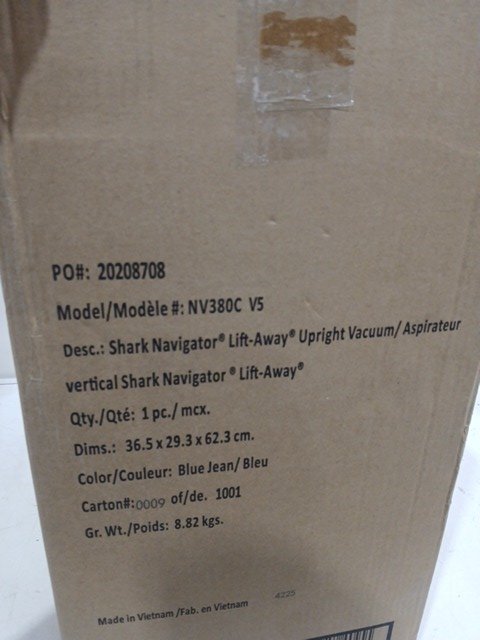 PO#: 20208708
Model/Modèle #: NV380C V5
Desc.: Shark Navigator® Lift-Away® Upright Vacuum/ Aspirateur
vertical Shark Navigator ® Lift-Away®
Qty./Qté: 1 pc./ mcx.
Dims.: 36.5 x 29.3 x 62.3 cm.
Color/Couleur: Blue Jean/ Bleu
Carton#:0009 of/de. 1001
Gr. Wt./Poids: 8.82 kgs.
4225
Made in Vietnam /Fab. en Vietnam